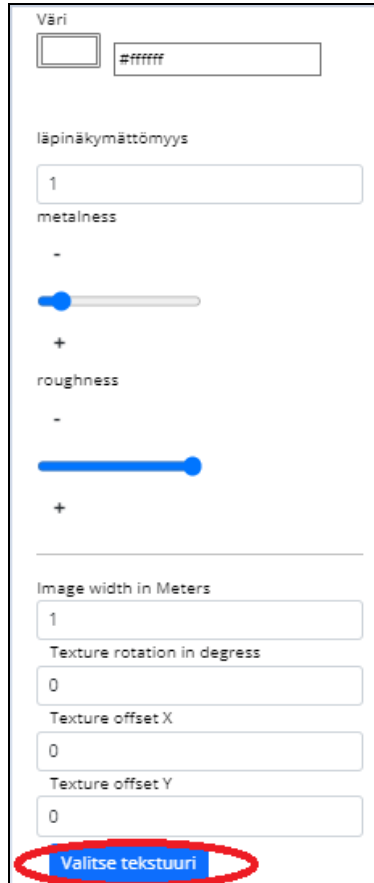 Väri
#ffffff
läpinäkymättömyys
1
metalness
-
+
roughness
-
+
Image width in Meters
1
Texture rotation in degress
0
Texture offset X
0
Texture offset Y
0
Valitse tekstuuri